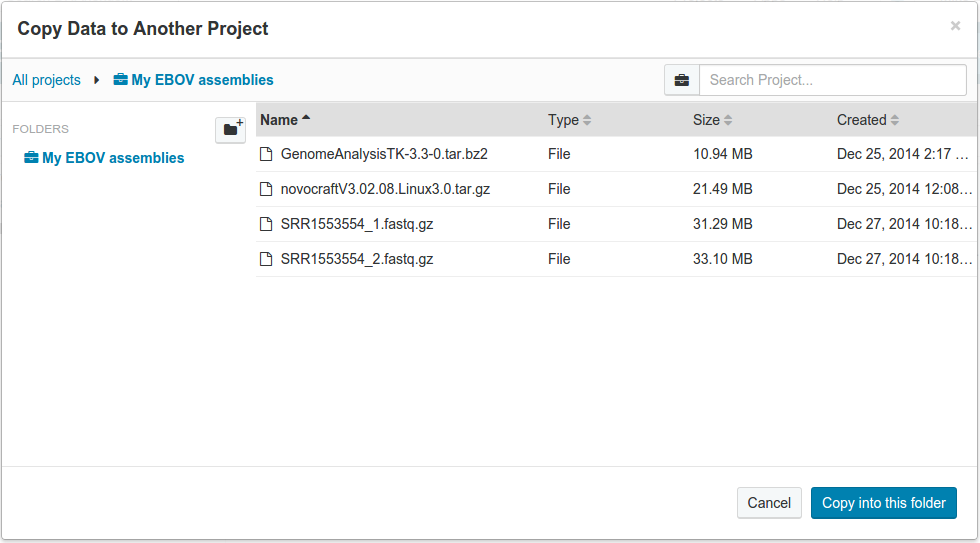 Copy Data to Another Project
×
All projects My EBOV assemblies
Search Project...
FOLDERS
My EBOV assemblies
Name Type Size Created
GenomeAnalysisTK-3.3-0.tar.bz2 File 10.94 MB Dec 25, 2014 2:17 ...
novocraftV3.02.08.Linux3.0.tar.gz File 21.49 MB Dec 25, 2014 12:08...
SRR1553554_1.fastq.gz File 31.29 MB Dec 27, 2014 10:18...
SRR1553554_2.fastq.gz File 33.10 MB Dec 27, 2014 10:18...
Cancel Copy into this folder